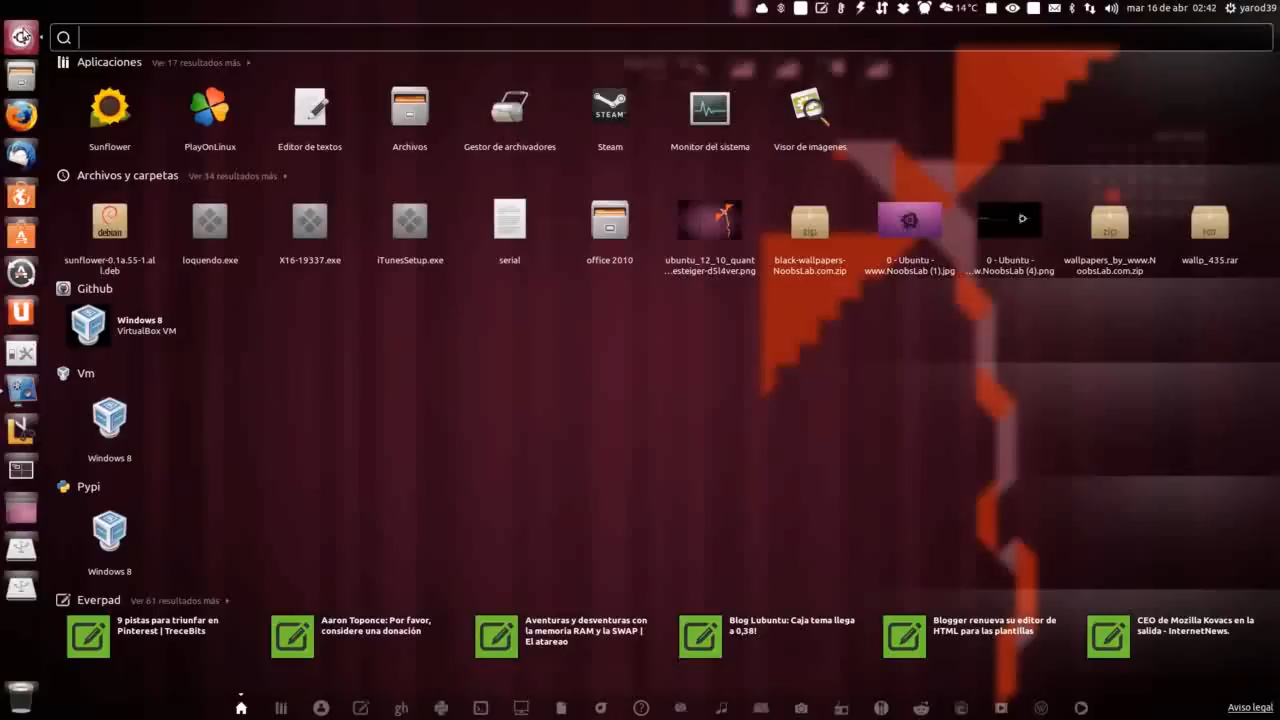 14°C mar 16 de abr 02:42 yarod39
Aplicaciones Ver 17 resultados más
STEAM
Sunflower PlayOnLinux Editor de textos Archivos Gestor de archivadores Steam Monitor del sistema Visor de imágenes
Archivos y carpetas Ver 34 resultados más
debian zip zip rar
sunflower-0.1a.55-1.al l.deb
loquendo.exe
X16-19337.exe
iTunesSetup.exe
serial
office 2010
ubuntu_12_10_quant
...esteiger-d5l4ver.png
black-wallpapers-
NoobsLab.com.zip
0 - Ubuntu -
www.NoobsLab (1).jpg
0 - Ubuntu -
...w.NoobsLab (4).png
wallpapers_by_www.N
oobsLab.com.zip
wallp_435.rar
Github
Windows 8
VirtualBox VM
Vm
Windows 8
Pypi
Windows 8
Everpad Ver 61 resultados más
9 pistas para triunfar en
Pinterest | TreceBits
Aaron Toponce: Por favor,
considere una donación
Aventuras y desventuras con
la memoria RAM y la SWAP |
El atareao
Blog Lubuntu: Caja tema llega
a 0,38!
Blogger renueva su editor de
HTML para las plantillas
CEO de Mozilla Kovacs en la
salida - InternetNews.
gh
Aviso legal